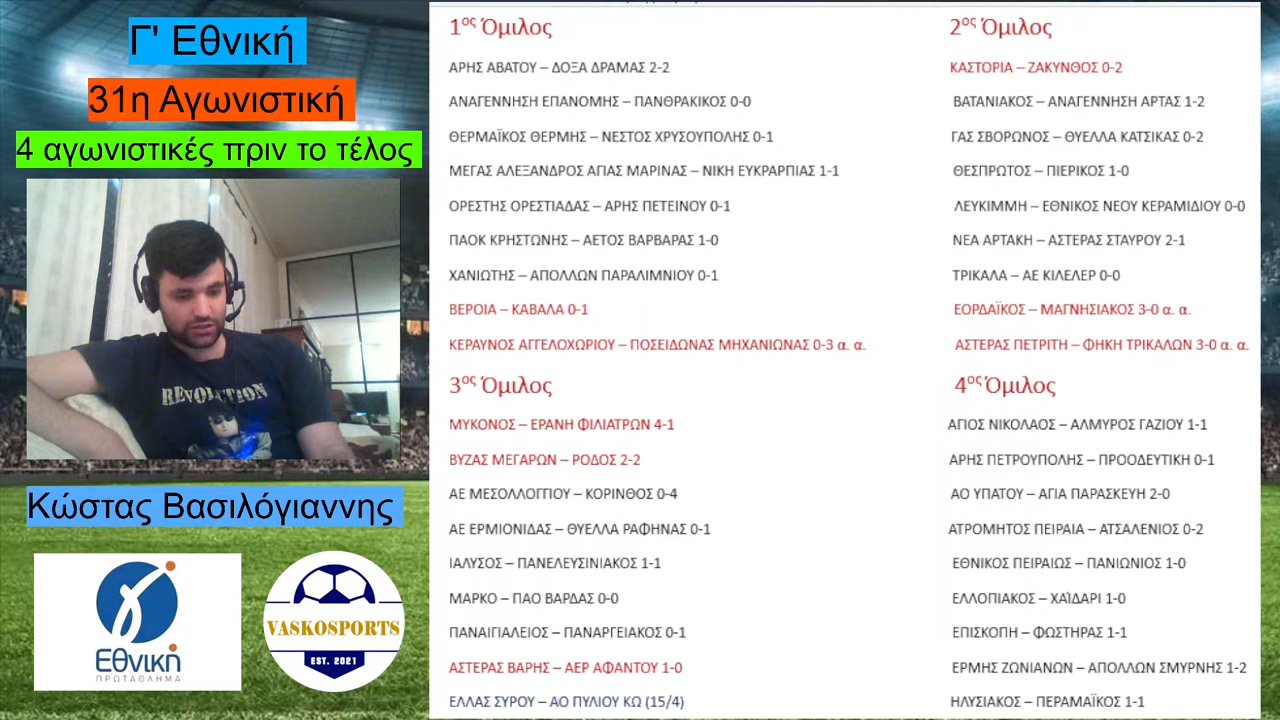 Γ' Εθνική
31η Αγωνιστική
4 αγωνιστικές πριν το τέλος
REVOLUTION
Κώστας Βασιλόγιαννης
Εθνική
ΠΡΩΤΑΘΛΗΜΑ
VASKOSPORTS
EST. 2021
1ος Όμιλος
ΑΡΗΣ ΑΒΑΤΟΥ – ΔΟΞΑ ΔΡΑΜΑΣ 2-2
ΑΝΑΓΕΝΝΗΣΗ ΕΠΑΝΟΜΗΣ – ΠΑΝΘΡΑΚΙΚΟΣ 0-0
ΘΕΡΜΑΪΚΟΣ ΘΕΡΜΗΣ – ΝΕΣΤΟΣ ΧΡΥΣΟΥΠΟΛΗΣ 0-1
ΜΕΓΑΣ ΑΛΕΞΑΝΔΡΟΣ ΑΓΙΑΣ ΜΑΡΙΝΑΣ – ΝΙΚΗ ΕΥΚΡΑΡΠΙΑΣ 1-1
ΟΡΕΣΤΗΣ ΟΡΕΣΤΙΑΔΑΣ – ΑΡΗΣ ΠΕΤΕΙΝΟΥ 0-1
ΠΑΟΚ ΚΡΗΣΤΩΝΗΣ – ΑΕΤΟΣ ΒΑΡΒΑΡΑΣ 1-0
ΧΑΝΙΩΤΗΣ – ΑΠΟΛΛΩΝ ΠΑΡΑΛΙΜΝΙΟΥ 0-1
ΒΕΡΟΙΑ – ΚΑΒΑΛΑ 0-1
ΚΕΡΑΥΝΟΣ ΑΓΓΕΛΟΧΩΡΙΟΥ – ΠΟΣΕΙΔΩΝΑΣ ΜΗΧΑΝΙΩΝΑΣ 0-3 α. α.
2ος Όμιλος
ΚΑΣΤΟΡΙΑ – ΖΑΚΥΝΘΟΣ 0-2
ΒΑΤΑΝΙΑΚΟΣ – ΑΝΑΓΕΝΝΗΣΗ ΑΡΤΑΣ 1-2
ΓΑΣ ΣΒΟΡΩΝΟΣ – ΘΥΕΛΛΑ ΚΑΤΣΙΚΑΣ 0-2
ΘΕΣΠΡΩΤΟΣ – ΠΙΕΡΙΚΟΣ 1-0
ΛΕΥΚΙΜΜΗ – ΕΘΝΙΚΟΣ ΝΕΟΥ ΚΕΡΑΜΙΔΙΟΥ 0-0
ΝΕΑ ΑΡΤΑΚΗ – ΑΣΤΕΡΑΣ ΣΤΑΥΡΟΥ 2-1
ΤΡΙΚΑΛΑ – ΑΕ ΚΙΛΕΛΕΡ 0-0
ΕΟΡΔΑΪΚΟΣ – ΜΑΓΝΗΣΙΑΚΟΣ 3-0 α. α.
ΑΣΤΕΡΑΣ ΠΕΤΡΙΤΗ – ΦΗΚΗ ΤΡΙΚΑΛΩΝ 3-0 α. α.
3ος Όμιλος
ΜΥΚΟΝΟΣ – ΕΡΑΝΗ ΦΙΛΙΑΤΡΩΝ 4-1
ΒΥΖΑΣ ΜΕΓΑΡΩΝ – ΡΟΔΟΣ 2-2
ΑΕ ΜΕΣΟΛΛΟΓΓΙΟΥ – ΚΟΡΙΝΘΟΣ 0-4
ΑΕ ΕΡΜΙΟΝΙΔΑΣ – ΘΥΕΛΛΑ ΡΑΦΗΝΑΣ 0-1
ΙΑΛΥΣΟΣ – ΠΑΝΕΛΕΥΣΙΝΙΑΚΟΣ 1-1
ΜΑΡΚΟ – ΠΑΟ ΒΑΡΔΑΣ 0-0
ΠΑΝΑΙΓΙΑΛΕΙΟΣ – ΠΑΝΑΡΓΕΙΑΚΟΣ 0-1
ΑΣΤΕΡΑΣ ΒΑΡΗΣ – ΑΕΡ ΑΦΑΝΤΟΥ 1-0
ΕΛΛΑΣ ΣΥΡΟΥ – ΑΟ ΠΥΛΙΟΥ ΚΩ (15/4)
4ος Όμιλος
ΑΓΙΟΣ ΝΙΚΟΛΑΟΣ – ΑΛΜΥΡΟΣ ΓΑΖΙΟΥ 1-1
ΑΡΗΣ ΠΕΤΡΟΥΠΟΛΗΣ – ΠΡΟΟΔΕΥΤΙΚΗ 0-1
ΑΟ ΥΠΑΤΟΥ – ΑΓΙΑ ΠΑΡΑΣΚΕΥΗ 2-0
ΑΤΡΟΜΗΤΟΣ ΠΕΙΡΑΙΑ – ΑΤΣΑΛΕΝΙΟΣ 0-2
ΕΘΝΙΚΟΣ ΠΕΙΡΑΙΩΣ – ΠΑΝΙΩΝΙΟΣ 1-0
ΕΛΛΟΠΙΑΚΟΣ – ΧΑΪΔΑΡΙ 1-0
ΕΠΙΣΚΟΠΗ – ΦΩΣΤΗΡΑΣ 1-1
ΕΡΜΗΣ ΖΩΝΙΑΝΩΝ – ΑΠΟΛΛΩΝ ΣΜΥΡΝΗΣ 1-2
ΗΛΥΣΙΑΚΟΣ – ΠΕΡΑΜΑΪΚΟΣ 1-1